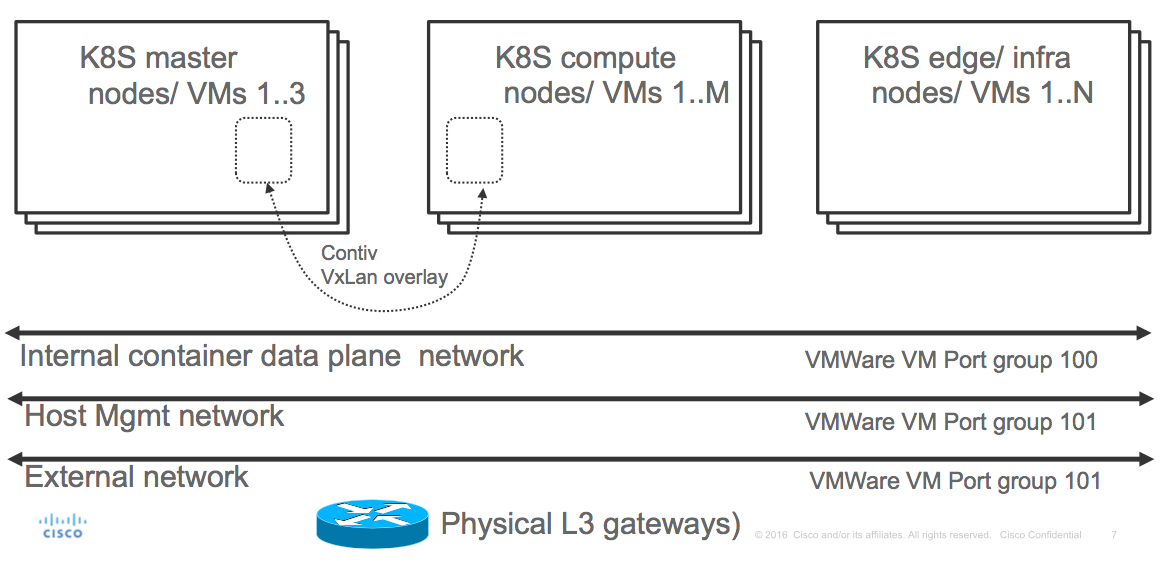 K8S master
nodes/ VMs 1..3
K8S compute
nodes/ VMs 1..M
K8S edge/ infra
nodes/ VMs 1..N
Contiv
VxLan overlay
Internal container data plane network
VMWare VM Port group 100
Host Mgmt network
VMWare VM Port group 101
External network
VMWare VM Port group 101
CISCO
Physical L3 gateways)
© 2016 Cisco and/or its affiliates. All rights reserved. Cisco Confidential
7